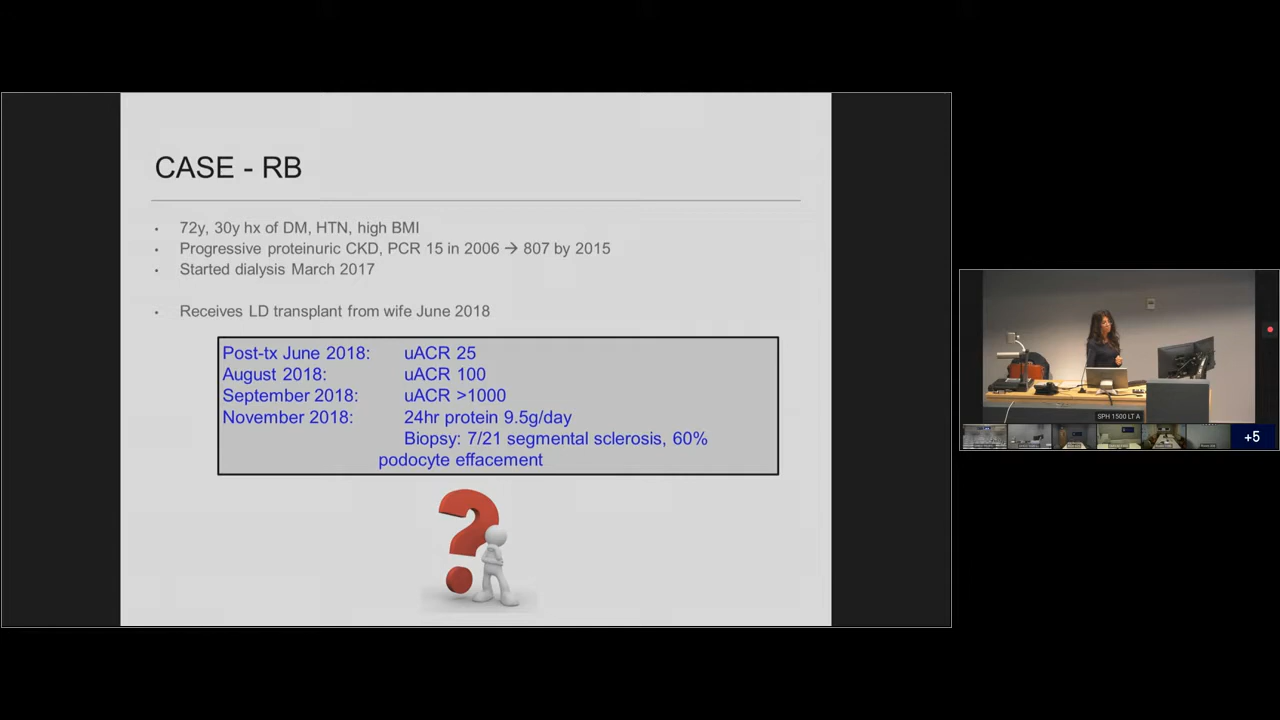 CASE - RB
72y, 30y hx of DM, HTN, high BMI
Progressive proteinuric CKD, PCR 15 in 2006 → 807 by 2015
Started dialysis March 2017
Receives LD transplant from wife June 2018
Post-tx June 2018: uACR 25
August 2018: uACR 100
September 2018: uACR >1000
November 2018: 24hr protein 9.5g/day
Biopsy: 7/21 segmental sclerosis, 60%
podocyte effacement
SPH 1500 LT A
+5